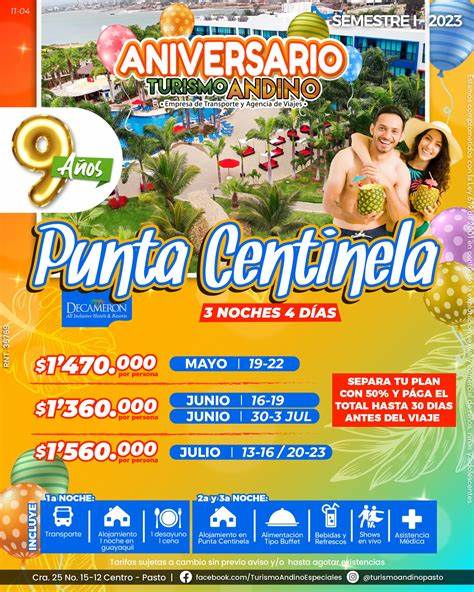 11-04
SEMESTRE I - 2023
ANIVERSARIO
TURISMO ANDINO
• Empresa de Transporte y Agencia de Viajes •
9
Años
Punta Centinela
DECAMERON
All Inclusive Hotels & Resorts
3 NOCHES 4 DÍAS
$1'470.000
por persona
MAYO | 19-22
$1'360.000
por persona
JUNIO | 16-19
JUNIO | 30-3 JUL
$1'560.000
por persona
JULIO | 13-16 / 20-23
SEPARA TU PLAN
CON 50% Y PÁGA EL
TOTAL HASTA 30 DIAS
ANTES DEL VIAJE
INCLUYE
1a NOCHE:
Transporte
Alojamiento
1 noche en
guayaquil
1 desayuno
1 cena
2a y 3a NOCHE:
Alojamiento en
Punta Centinela
Alimentación
Tipo Buffet
Bebidas y
Refrescos
Shows
en vivo
Asistencia
Médica
Tarifas sujetas a cambio sin previo aviso y/o hasta agotar existencias
Cra. 25 No. 15-12 Centro - Pasto | facebook.com/TurismoAndinoEspeciales | @turismoandinopasto